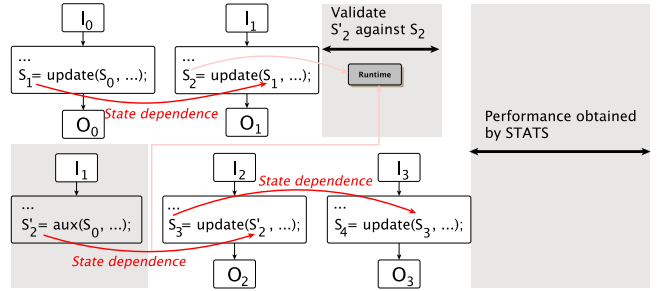 I0
I1
Validate
S'2 against S2
...
S1= update(S0, ...);
...
S2= update(S1, ...);
Runtime
State dependence
O0
O1
Performance obtained
by STATS
I1
I2
I3
State dependence
...
S'2= aux(S0, ...);
...
S3= update(S'2, ...);
...
S4= update(S3, ...);
State dependence
O2
O3